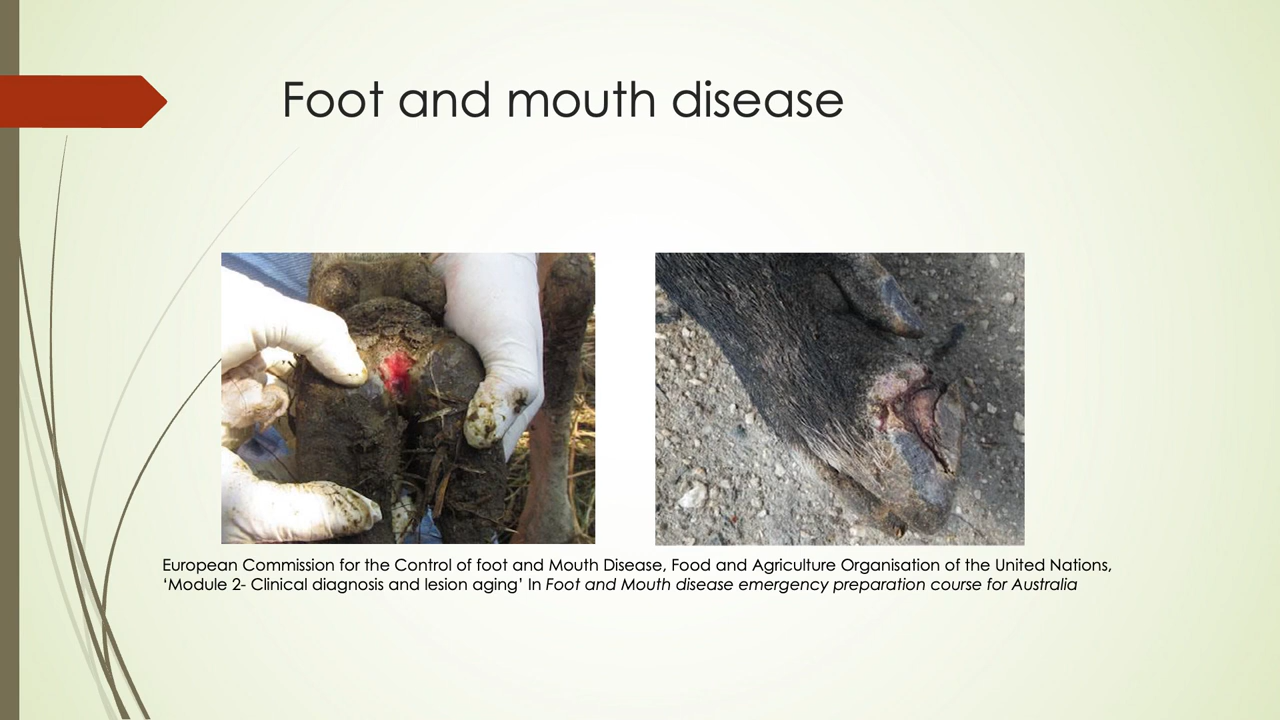 Foot and mouth disease
European Commission for the Control of foot and Mouth Disease, Food and Agriculture Organisation of the United Nations,
‘Module 2- Clinical diagnosis and lesion aging’ In Foot and Mouth disease emergency preparation course for Australia